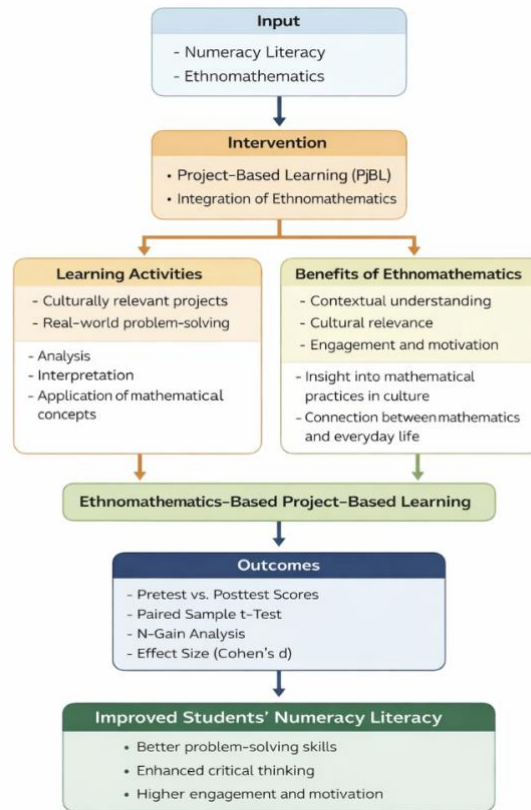 Input
- Numeracy Literacy
- Ethnomathematics
Intervention
• Project-Based Learning (PjBL)
• Integration of Ethnomathematics
Learning Activities
- Culturally relevant projects
- Real-world problem-solving
- Analysis
- Interpretation
- Application of mathematical
concepts
Benefits of Ethnomathematics
- Contextual understanding
- Cultural relevance
- Engagement and motivation
- Insight into mathematical
practices in culture
- Connection between mathematics
and everyday life
Ethnomathematics-Based Project-Based Learning
Outcomes
- Pretest vs. Posttest Scores
- Paired Sample t-Test
- N-Gain Analysis
- Effect Size (Cohen's d)
Improved Students' Numeracy Literacy
• Better problem-solving skills
• Enhanced critical thinking
• Higher engagement and motivation